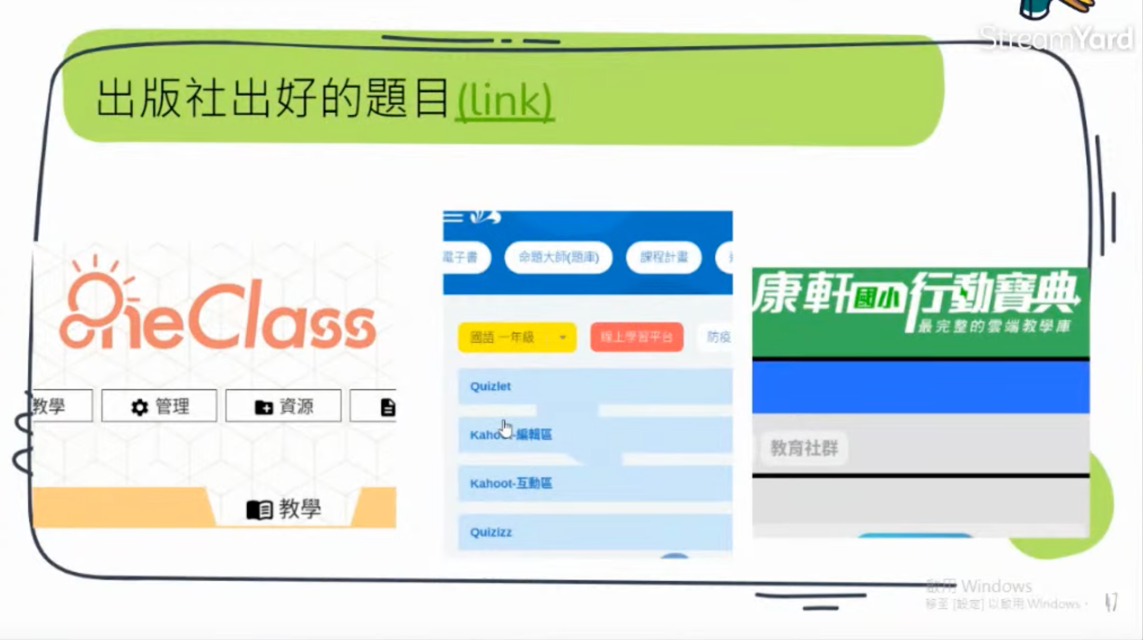 StreamYard
出版社出好的題目(link)
OneClass
教學
管理
資源
教學
電子書
命題大師(題庫)
課程計畫
國語 一年級
線上學習平台
防疫
Quizlet
Kahoot-編輯區
Kahoot-互動區
Quizizz
康軒國小行動寶典
最完整的雲端教學庫
教育社群
啟用 Windows
移至 [設定] 以啟用 Windows。
17